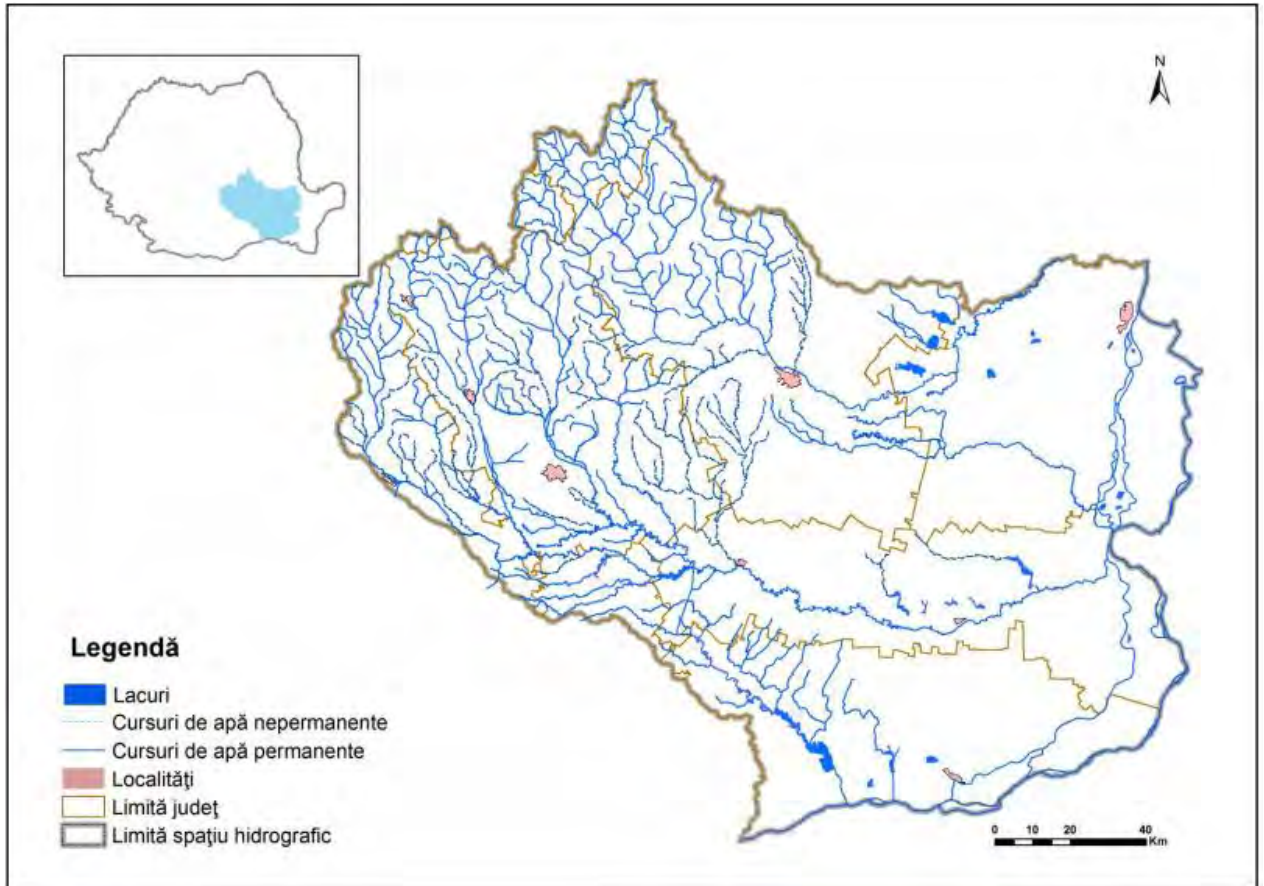 N
Legendă
Lacuri
Cursuri de apă nepermanente
Cursuri de apă permanente
Localităţi
Limită judeţ
Limită spaţiu hidrografic
0 10 20 40
Km